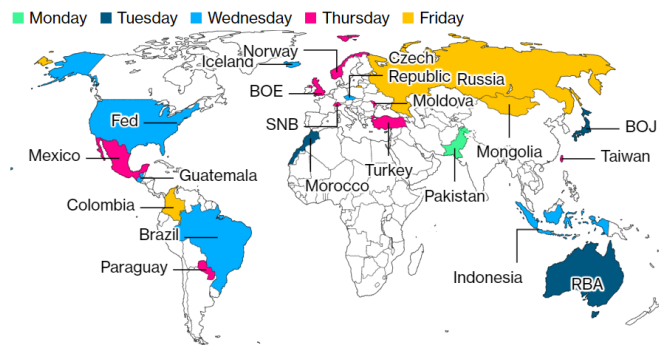 Monday Tuesday Wednesday Thursday Friday
Norway
Iceland
Czech
Republic
Russia
BOE
Moldova
Fed
SNB
BOJ
Mexico
Guatemala
Turkey
Mongolia
Taiwan
Morocco
Pakistan
Colombia
Brazil
Paraguay
Indonesia
RBA